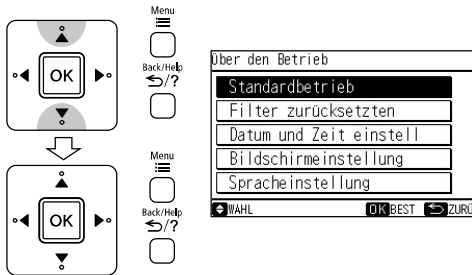 Menu
OK
Back/Help
/?
Menu
OK
Back/Help
/?
Über den Betrieb
Standardbetrieb
Filter zurücksetzten
Datum und Zeit einstell
Bildschirmeinstellung
Spracheinstellung
WAHL OK BEST ZURÜ